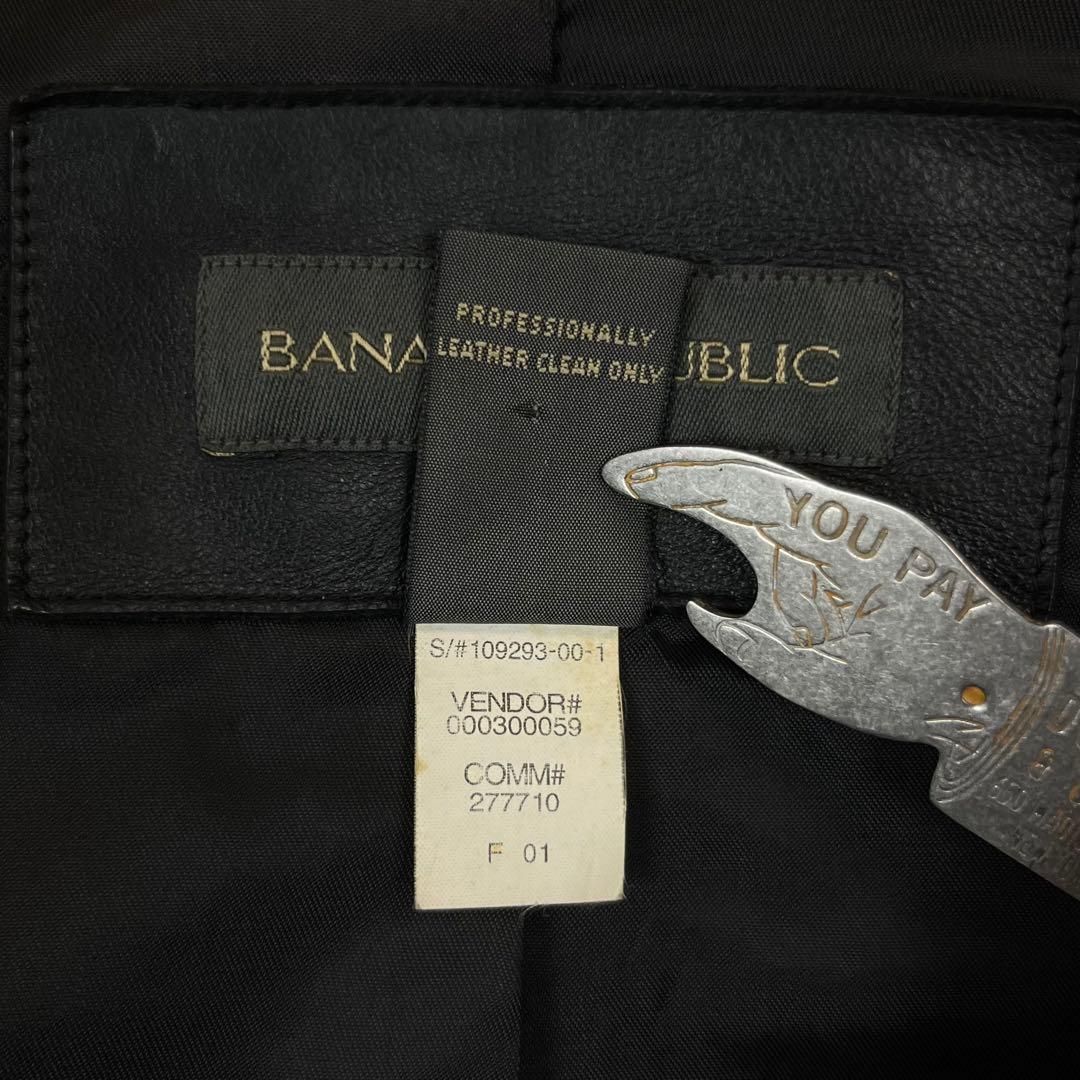 BANA UBLIC
PROFESSIONALLY
LEATHER CLEAN ONLY
S/#109293-00-1
VENDOR#
000300059
COMM#
277710
F 01
YOU PAY
&